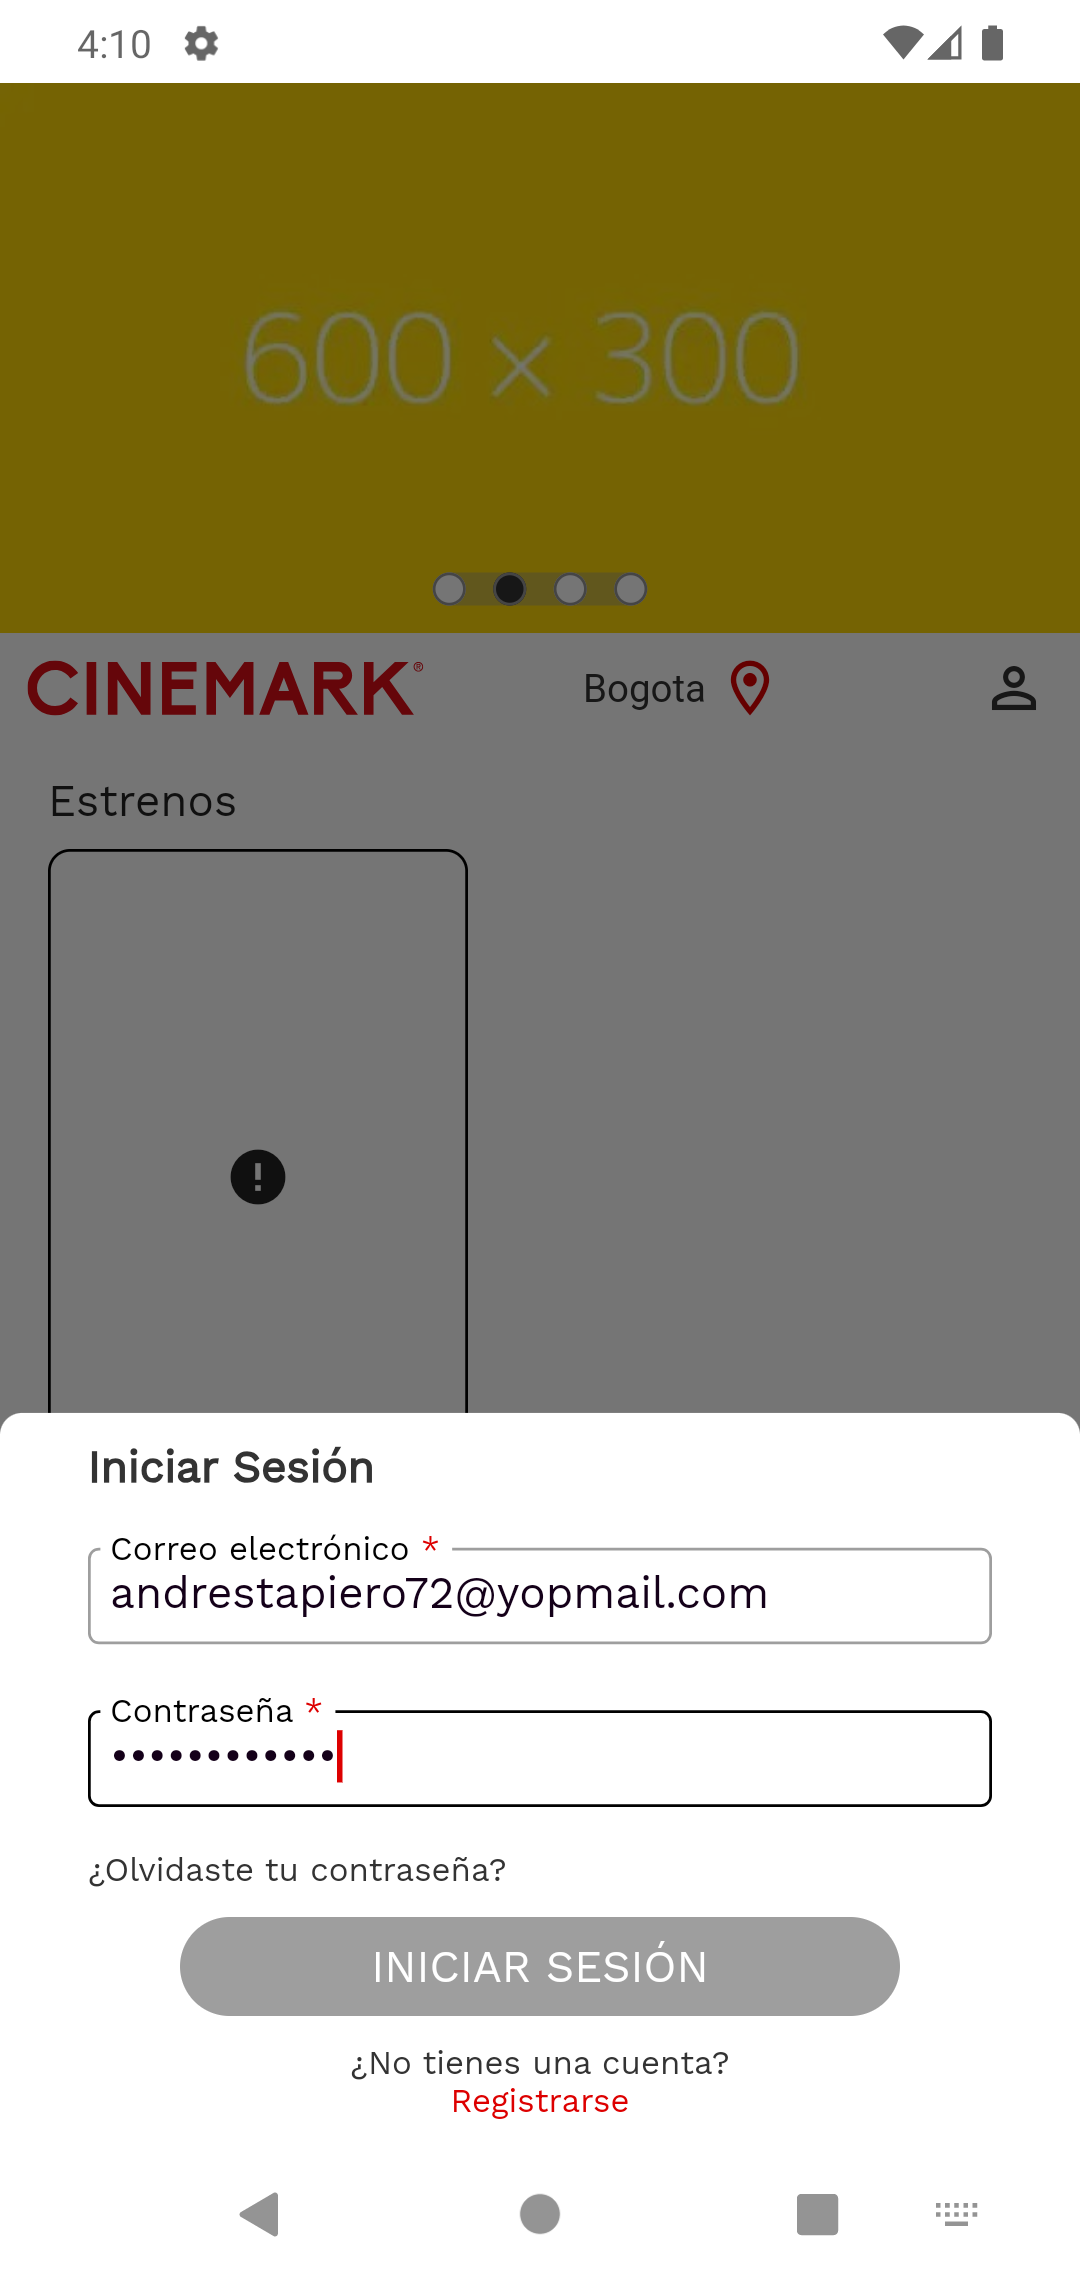 4:10
600 × 300
CINEMARK®
Bogota
Estrenos
Iniciar Sesión
Correo electrónico *
andrestapiero72@yopmail.com
Contraseña *
••••••••••••
¿Olvidaste tu contraseña?
INICIAR SESIÓN
¿No tienes una cuenta?
Registrarse